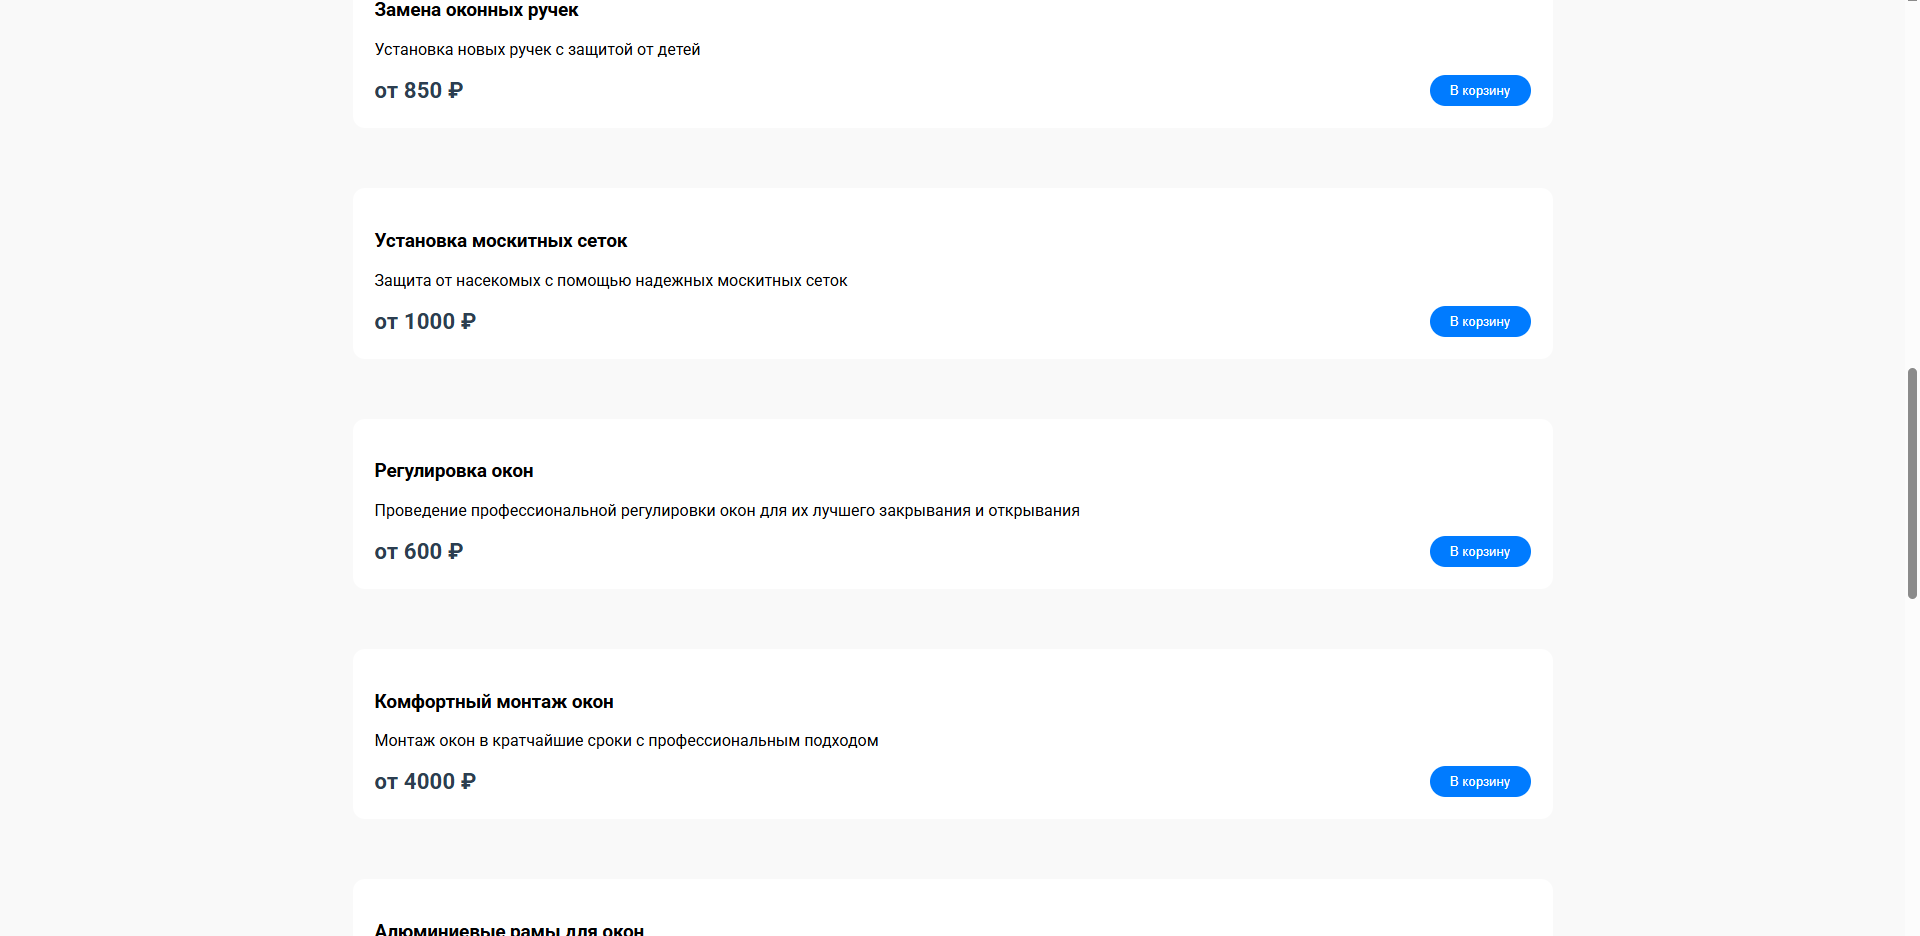 Замена оконных ручек
Установка новых ручек с защитой от детей
от 850 ₽
В корзину
Установка москитных сеток
Защита от насекомых с помощью надежных москитных сеток
от 1000 ₽
В корзину
Регулировка окон
Проведение профессиональной регулировки окон для их лучшего закрывания и открывания
от 600 ₽
В корзину
Комфортный монтаж окон
Монтаж окон в кратчайшие сроки с профессиональным подходом
от 4000 ₽
В корзину
Алюминиевые рамы для окон